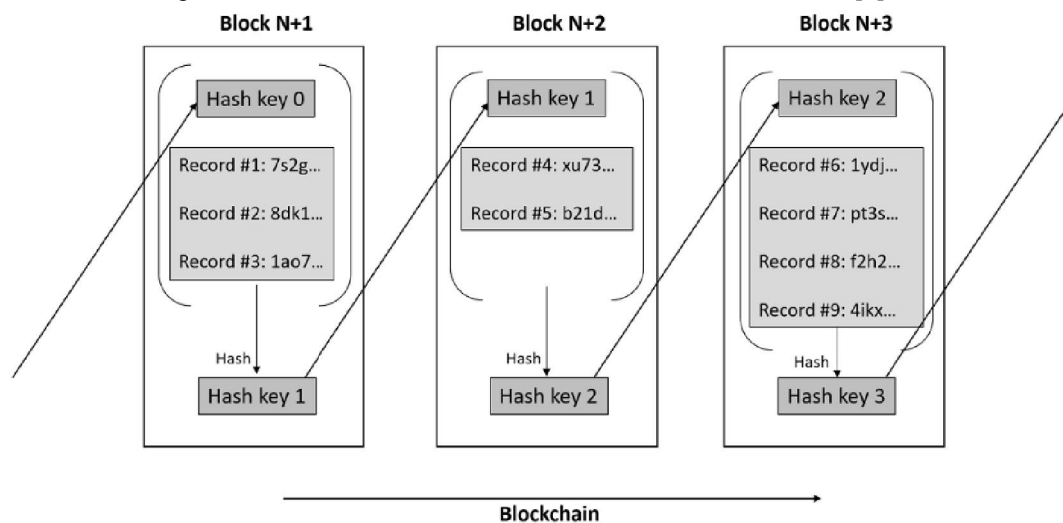 Block N+1
Block N+2
Block N+3
Hash key 0
Record #1: 7s2g...
Record #2: 8dk1...
Record #3: 1ao7...
Hash
Hash key 1
Hash key 1
Record #4: xu73...
Record #5: b21d...
Hash
Hash key 2
Hash key 2
Record #6: 1ydj...
Record #7: pt3s...
Record #8: f2h2...
Record #9: 4ikx...
Hash
Hash key 3
Blockchain